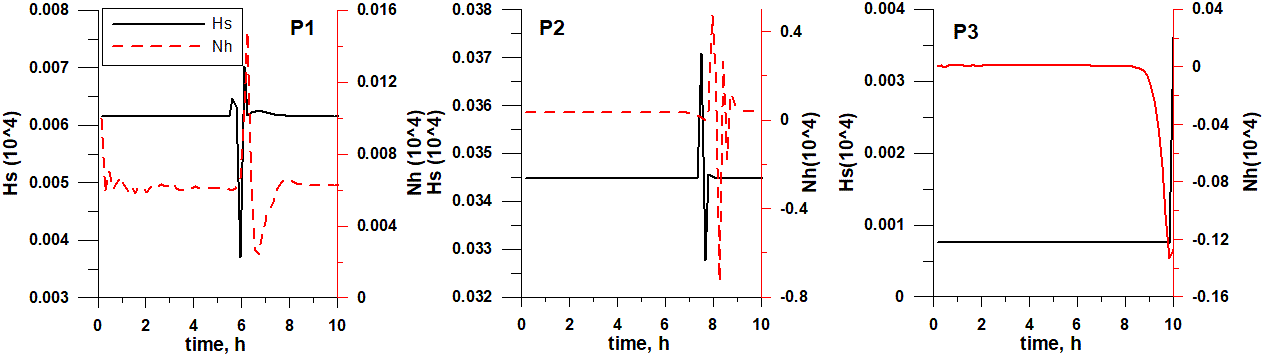 P1
Hs
Nh
0.008
0.007
0.006
0.005
0.004
0.003
Hs (10^4)
0.016
0.012
0.008
0.004
0
Nh (10^4)
0 2 4 6 8 10
time, h
P2
0.038
0.037
0.036
0.035
0.034
0.033
0.032
Hs (10^4)
0.4
0
-0.4
-0.8
Nh(10^4)
0 2 4 6 8 10
time, h
P3
0.004
0.003
0.002
0.001
0
Hs(10^4)
0.04
0
-0.04
-0.08
-0.12
-0.16
Nh(10^4)
0 2 4 6 8 10
time, h